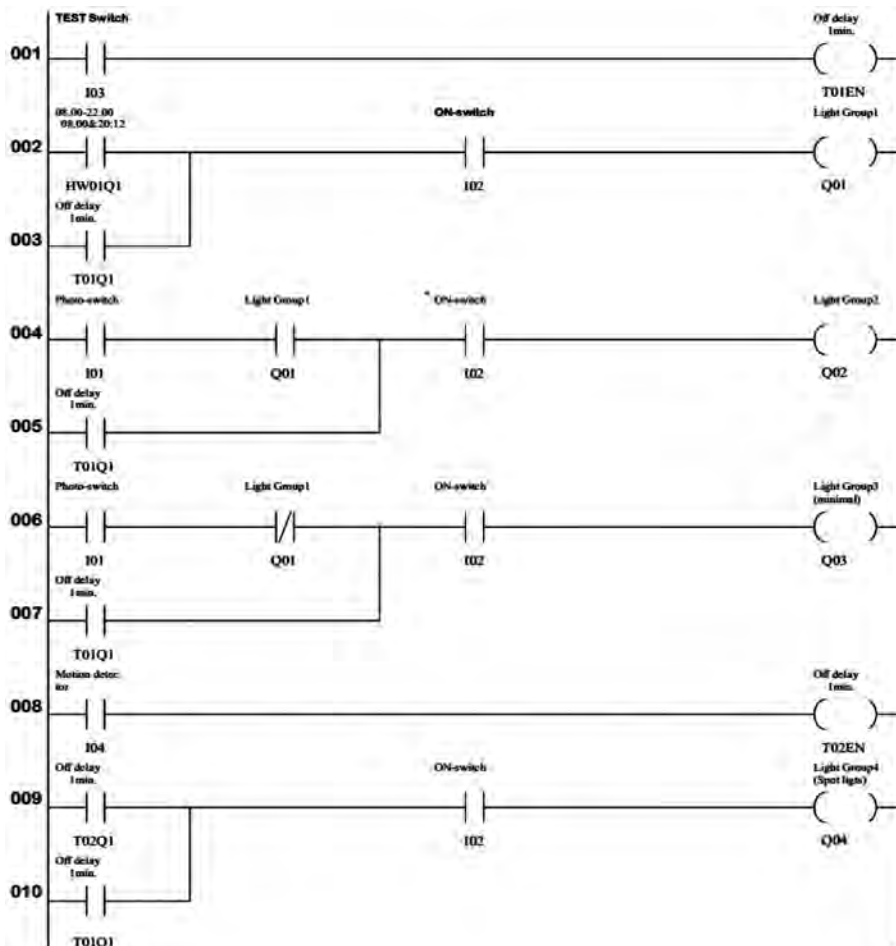 TEST Switch
Off delay
1min.
001
I03
T01EN
08.00-22.00
08.00&20:12
ON-switch
Light Group1
002
HW01Q1
I02
Q01
Off delay
1min.
003
T01Q1
Photo-switch
Light Group1
ON-switch
Light Group2
004
I01
Q01
I02
Q02
Off delay
1min.
005
T01Q1
Photo-switch
Light Group1
ON-switch
Light Group3
(minimal)
006
I01
Q01
I02
Q03
Off delay
1min.
007
T01Q1
Motion detec
tor
Off delay
1min.
008
I04
T02EN
Off delay
1min.
ON-switch
Light Group4
(Spot ligts)
009
T02Q1
I02
Q04
Off delay
1min.
010
T01Q1